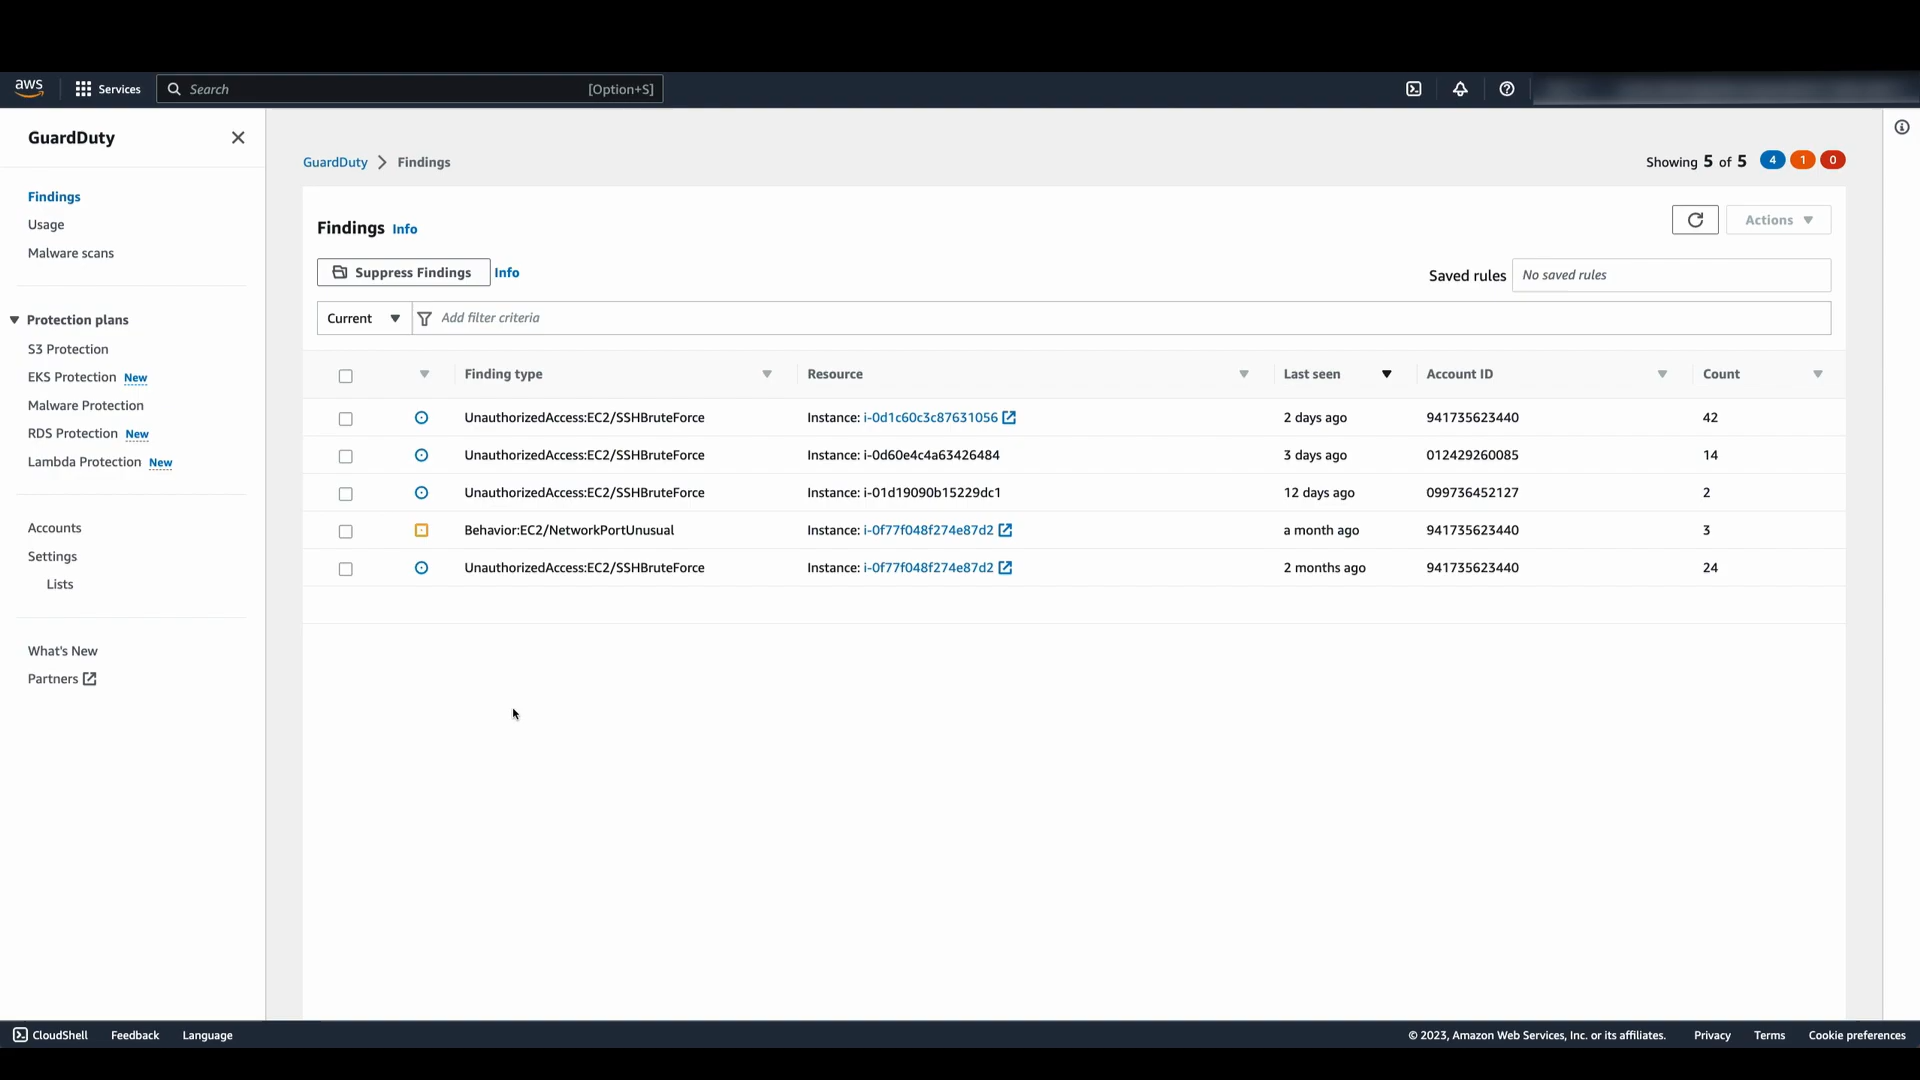 aws Services Search [Option+S]
GuardDuty
Findings
Usage
Malware scans
Protection plans
S3 Protection
EKS Protection New
Malware Protection
RDS Protection New
Lambda Protection New
Accounts
Settings
Lists
What's New
Partners
GuardDuty > Findings
Showing 5 of 5 4 1 0
Findings Info
Actions
Suppress Findings Info
Saved rules No saved rules
Current Add filter criteria
Finding type Resource Last seen Account ID Count
UnauthorizedAccess:EC2/SSHBruteForce Instance: i-0d1c60c3c87631056 2 days ago 941735623440 42
UnauthorizedAccess:EC2/SSHBruteForce Instance: i-0d60e4c4a63426484 3 days ago 012429260085 14
UnauthorizedAccess:EC2/SSHBruteForce Instance: i-01d19090b15229dc1 12 days ago 099736452127 2
Behavior:EC2/NetworkPortUnusual Instance: i-0f77f048f274e87d2 a month ago 941735623440 3
UnauthorizedAccess:EC2/SSHBruteForce Instance: i-0f77f048f274e87d2 2 months ago 941735623440 24
CloudShell Feedback Language © 2023, Amazon Web Services, Inc. or its affiliates. Privacy Terms Cookie preferences